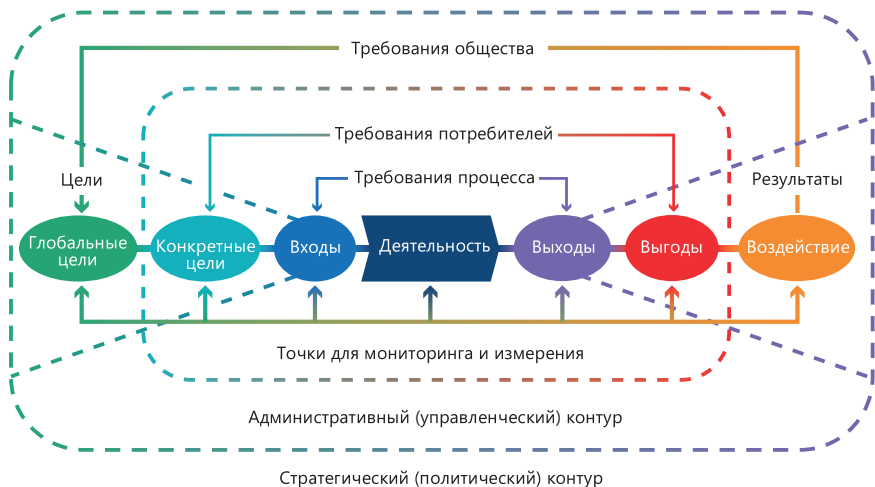 Требования общества
Требования потребителей
Требования процесса
Цели
Результаты
Глобальные
цели
Конкретные
цели
Входы
Деятельность
Выходы
Выгоды
Воздействие
Точки для мониторинга и измерения
Административный (управленческий) контур
Стратегический (политический) контур